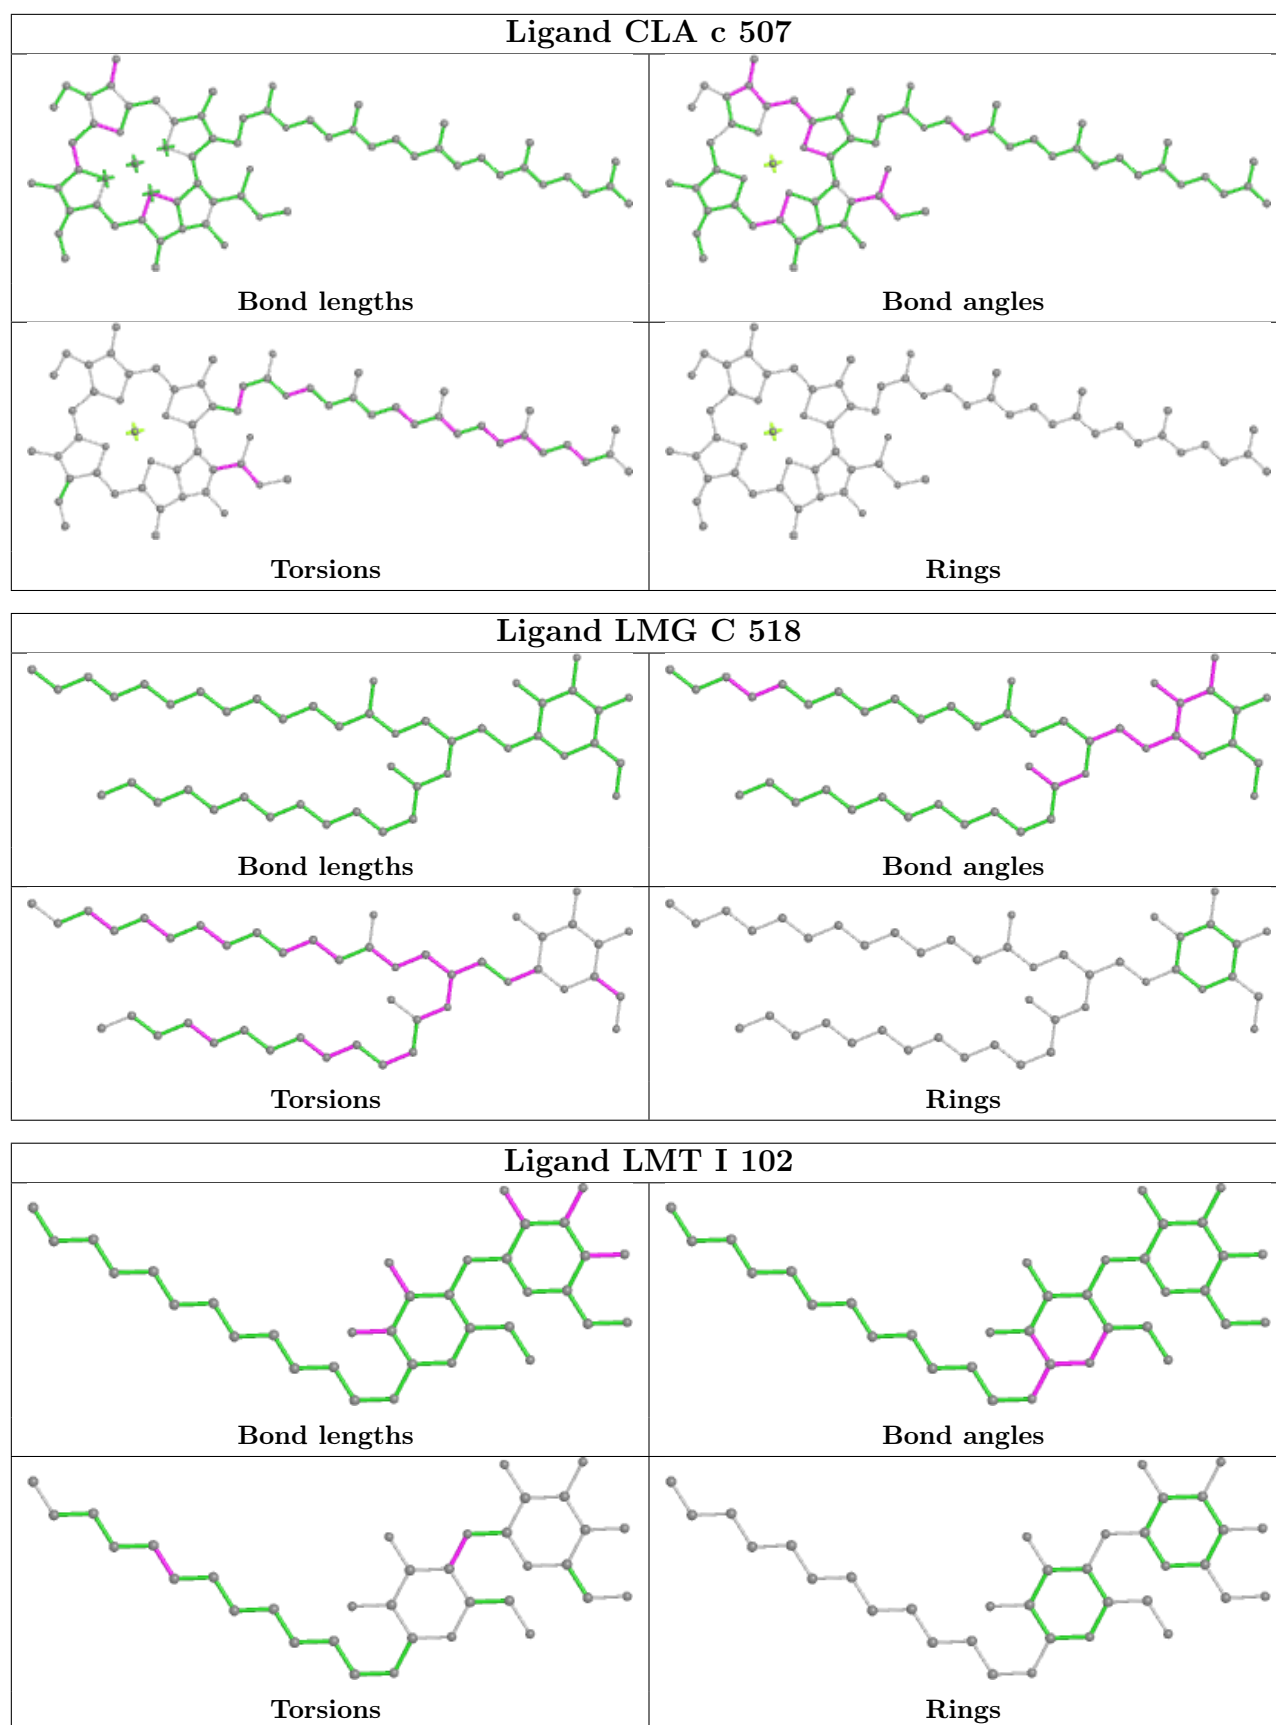 Ligand CLA c 507
Bond lengths
Bond angles
Torsions
Rings
Ligand LMG C 518
Bond lengths
Bond angles
Torsions
Rings
Ligand LMT I 102
Bond lengths
Bond angles
Torsions
Rings